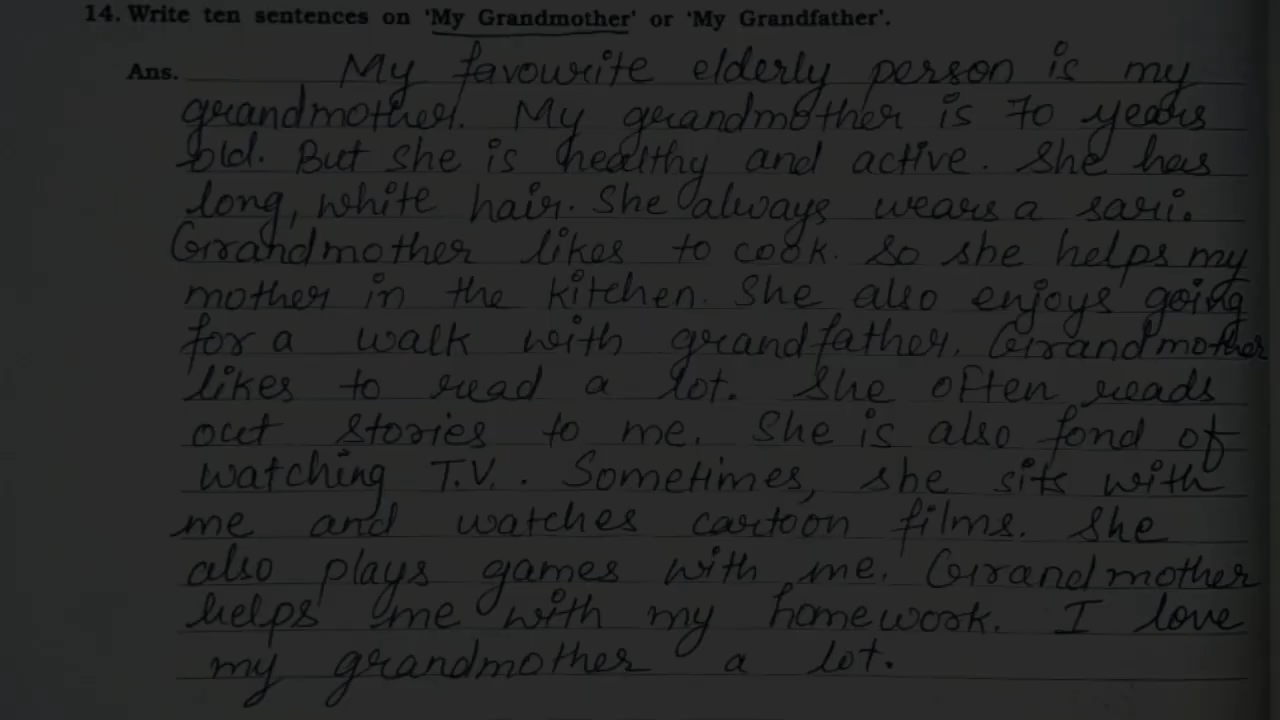 14. Write ten sentences on 'My Grandmother' or 'My Grandfather'.
Ans. My favourite elderly person is my
grandmother. My grandmother is 70 years
old. But she is healthy and active. She has
long, white hair. She always wears a sari.
Grandmother likes to cook. So she helps my
mother in the kitchen. She also enjoys going
for a walk with grandfather. Grandmother
likes to read a lot. She often reads
out stories to me. She is also fond of
watching T.V. . Sometimes, she sits with
me and watches cartoon films. She
also plays games with me. Grandmother
helps me with my homework. I love
my grandmother a lot.